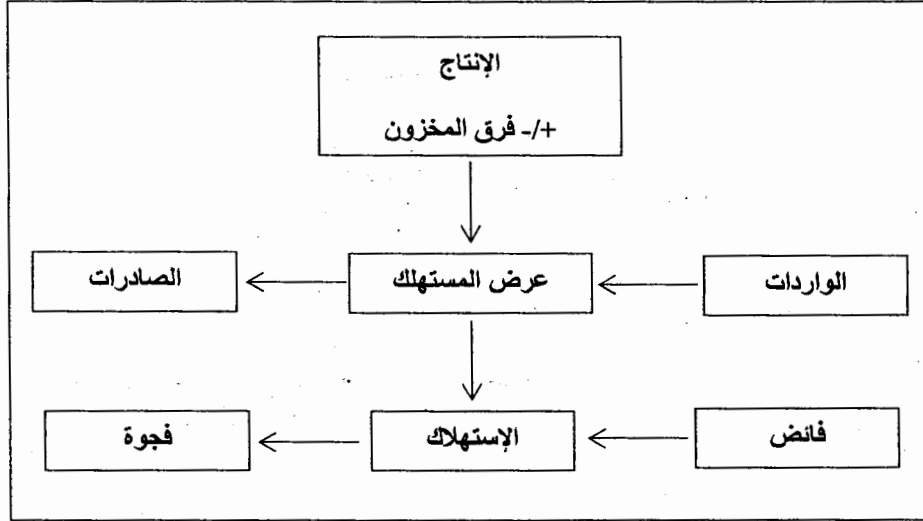 الإنتاج
+/- فرق المخزون
الواردات
عرض المستهلك
الصادرات
فائض
الإستهلاك
فجوة